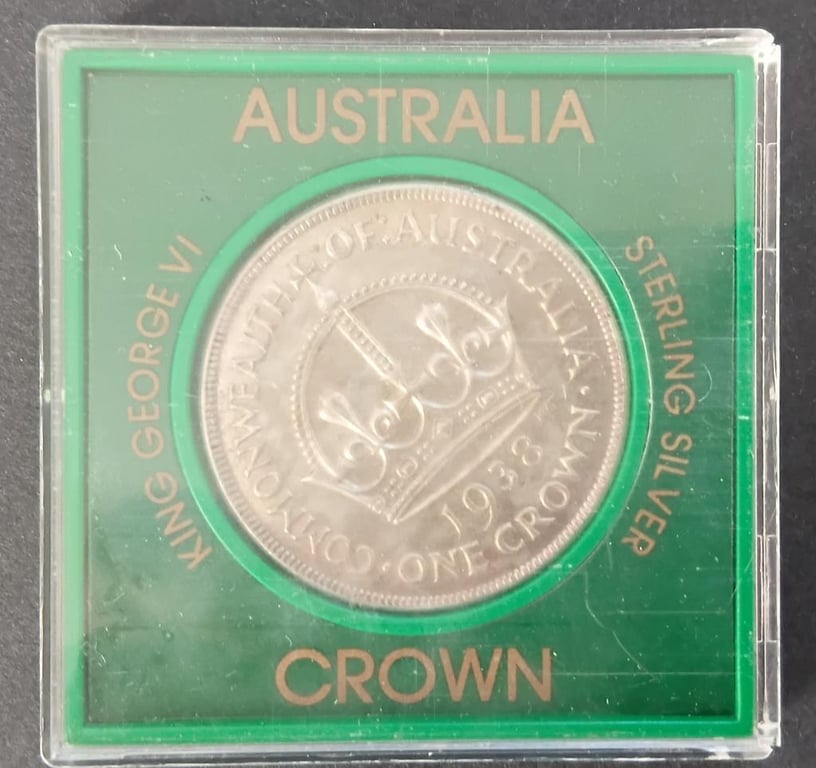 AUSTRALIA
KING GEORGE VI
STERLING SILVER
COMMONWEALTH·OF·AUSTRALIA·
1938
ONE CROWN·
CROWN